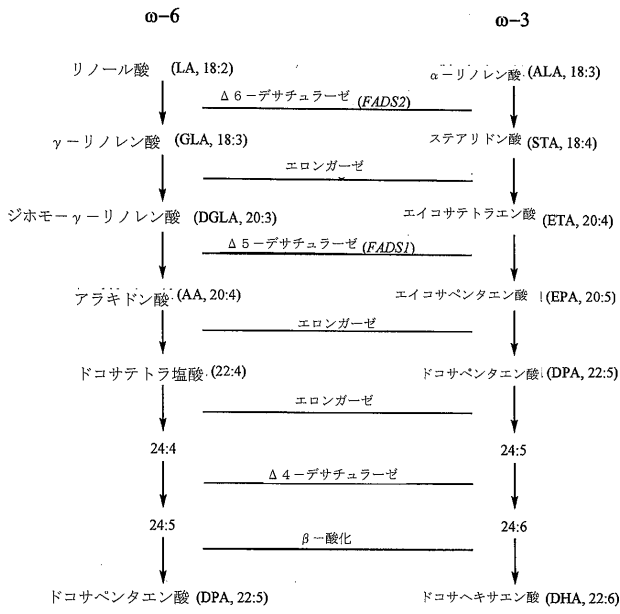 ω-6 ω-3
リノール酸 (LA, 18:2) α-リノレン酸 (ALA, 18:3)
Δ6-デサチュラーゼ (FADS2)
γ-リノレン酸 (GLA, 18:3) ステアリドン酸 (STA, 18:4)
エロンガーゼ
ジホモ-γ-リノレン酸 (DGLA, 20:3) エイコサテトラエン酸 (ETA, 20:4)
Δ5-デサチュラーゼ (FADS1)
アラキドン酸 (AA, 20:4) エイコサペンタエン酸 (EPA, 20:5)
エロンガーゼ
ドコサテトラ塩酸 (22:4) ドコサペンタエン酸 (DPA, 22:5)
エロンガーゼ
24:4 24:5
Δ4-デサチュラーゼ
24:5 24:6
β-酸化
ドコサペンタエン酸 (DPA, 22:5) ドコサヘキサエン酸 (DHA, 22:6)